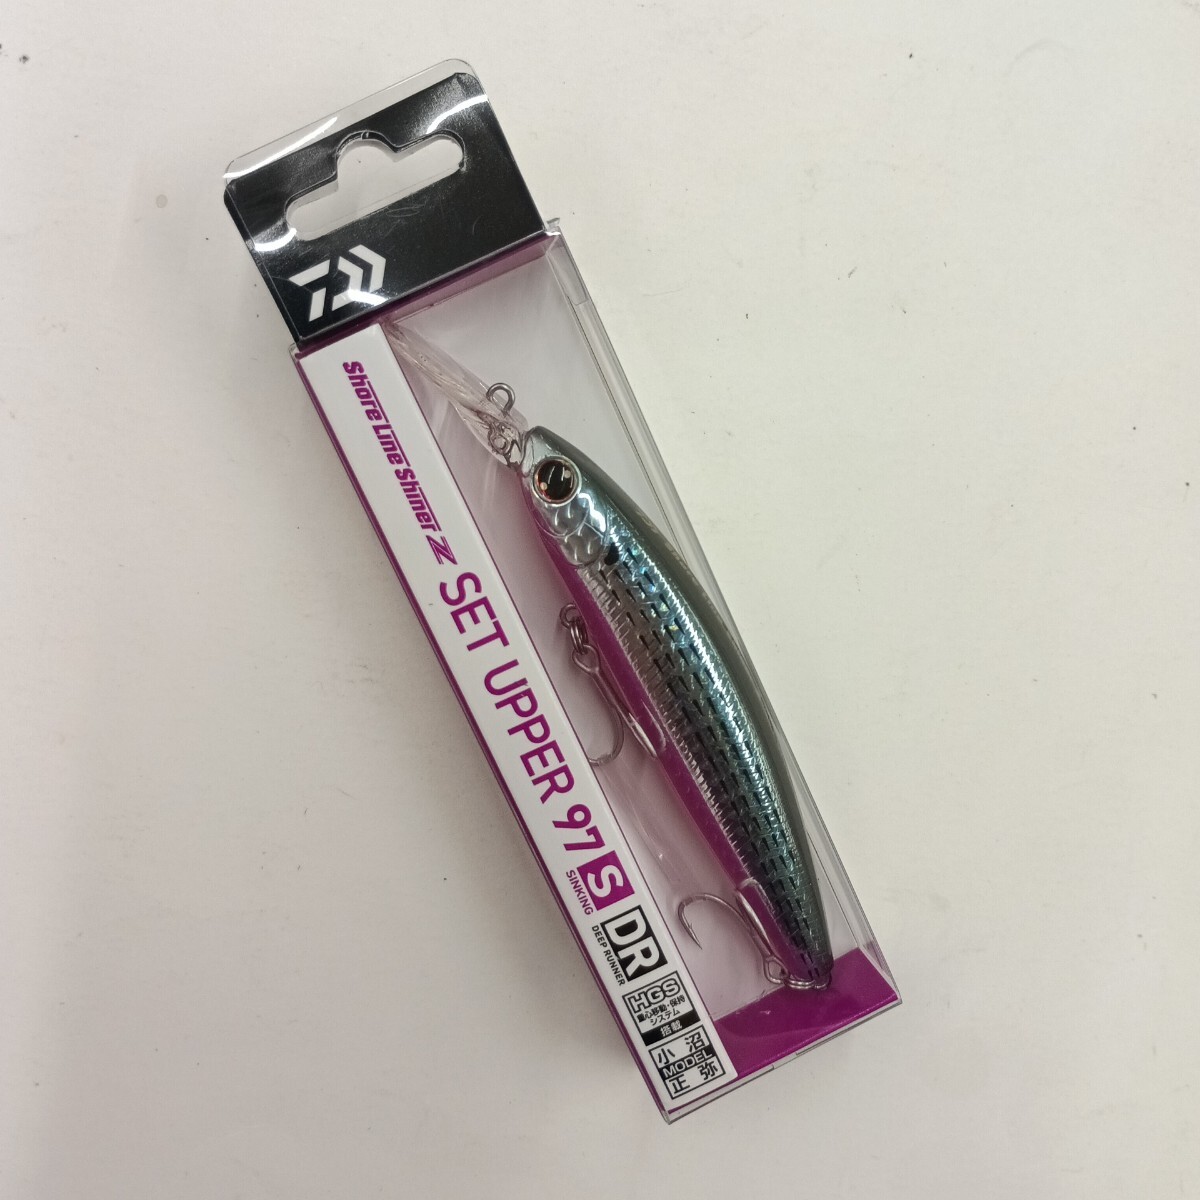 Shore Line Shiner Z
SET UPPER 97 S DR
SINKING
DEEP RUNNER
HGS
重心移動・保持
システム
搭載
小沼
MODEL
正弥